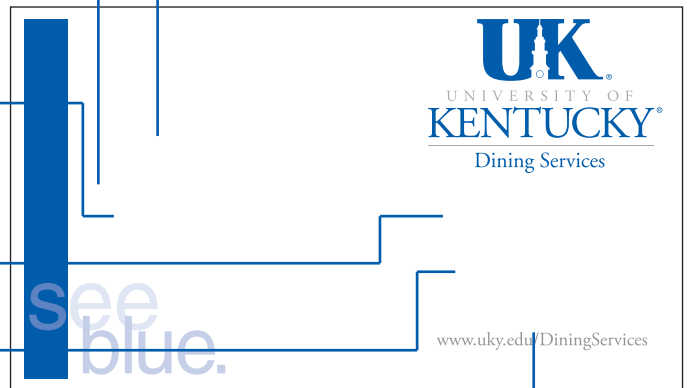 UK®
UNIVERSITY OF
KENTUCKY®
Dining Services
see
blue.
www.uky.edu/DiningServices